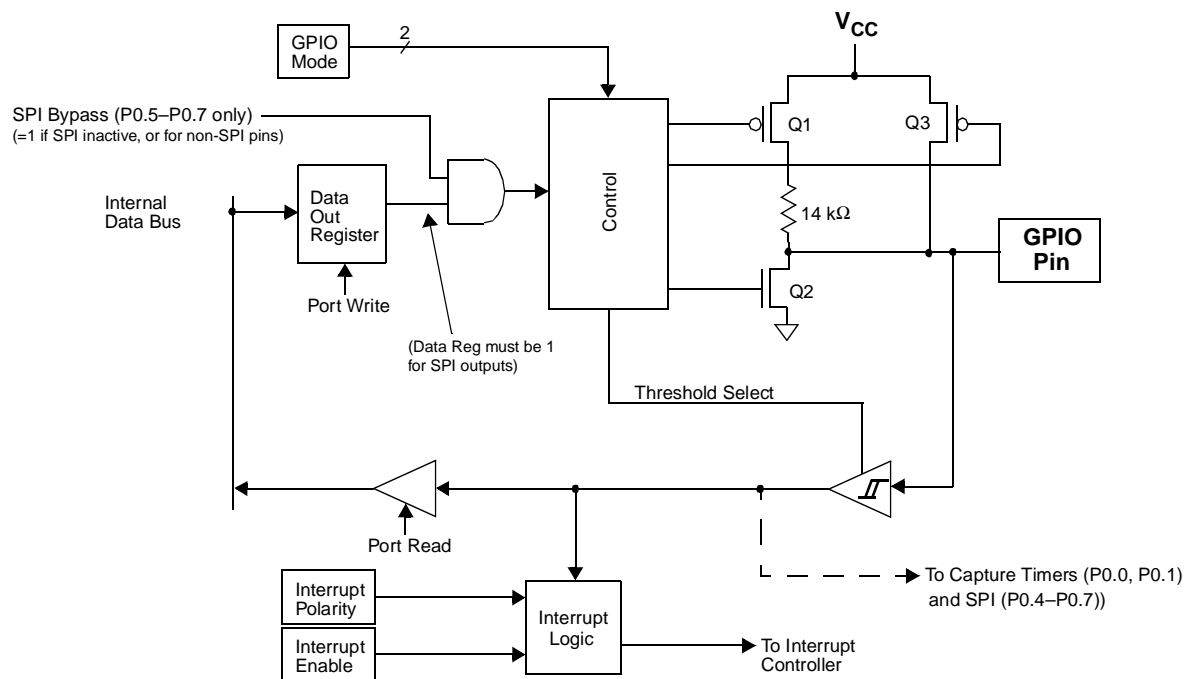 GPIO
Mode
2
V_CC
SPI Bypass (P0.5–P0.7 only)
(=1 if SPI inactive, or for non-SPI pins)
Q1
Q3
Internal
Data Bus
Data
Out
Register
Control
14 kΩ
GPIO
Pin
Port Write
Q2
(Data Reg must be 1
for SPI outputs)
Threshold Select
Port Read
To Capture Timers (P0.0, P0.1)
and SPI (P0.4–P0.7))
Interrupt
Polarity
Interrupt
Logic
Interrupt
Enable
To Interrupt
Controller